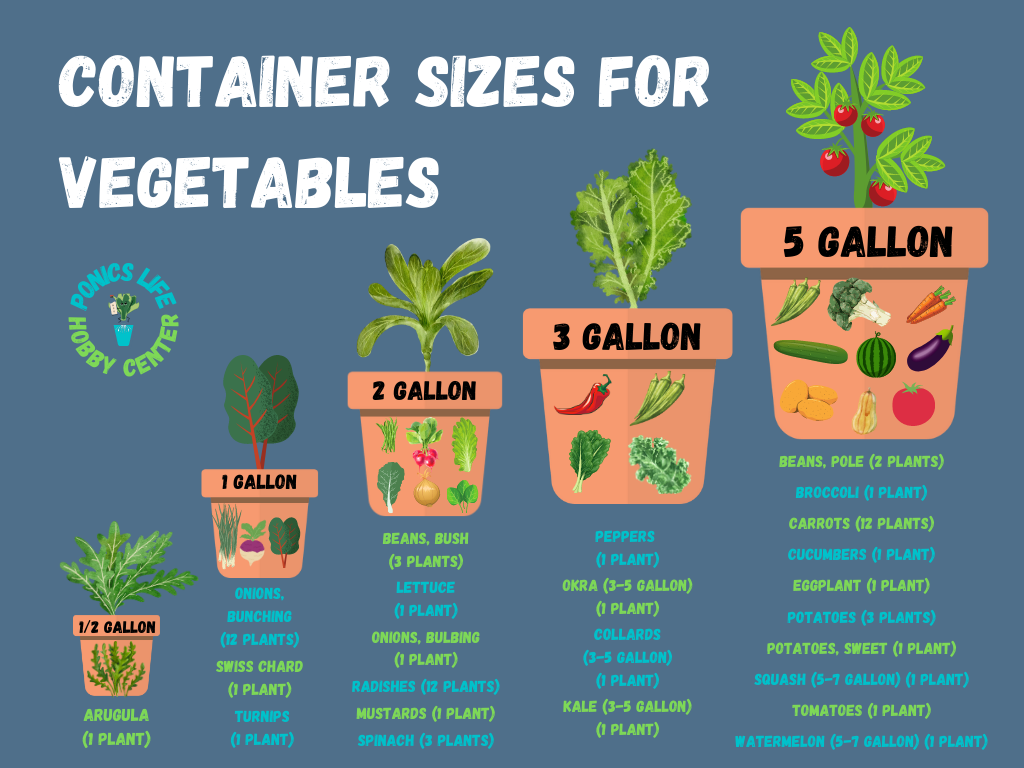 CONTAINER SIZES FOR
VEGETABLES
PONICS LIFE
HOBBY CENTER
1/2 GALLON
ARUGULA
(1 PLANT)
1 GALLON
ONIONS,
BUNCHING
(12 PLANTS)
SWISS CHARD
(1 PLANT)
TURNIPS
(1 PLANT)
2 GALLON
BEANS, BUSH
(3 PLANTS)
LETTUCE
(1 PLANT)
ONIONS, BULBING
(1 PLANT)
RADISHES (12 PLANTS)
MUSTARDS (1 PLANT)
SPINACH (3 PLANTS)
3 GALLON
PEPPERS
(1 PLANT)
OKRA (3-5 GALLON)
(1 PLANT)
COLLARDS
(3-5 GALLON)
(1 PLANT)
KALE (3-5 GALLON)
(1 PLANT)
5 GALLON
BEANS, POLE (2 PLANTS)
BROCCOLI (1 PLANT)
CARROTS (12 PLANTS)
CUCUMBERS (1 PLANT)
EGGPLANT (1 PLANT)
POTATOES (3 PLANTS)
POTATOES, SWEET (1 PLANT)
SQUASH (5-7 GALLON) (1 PLANT)
TOMATOES (1 PLANT)
WATERMELON (5-7 GALLON) (1 PLANT)